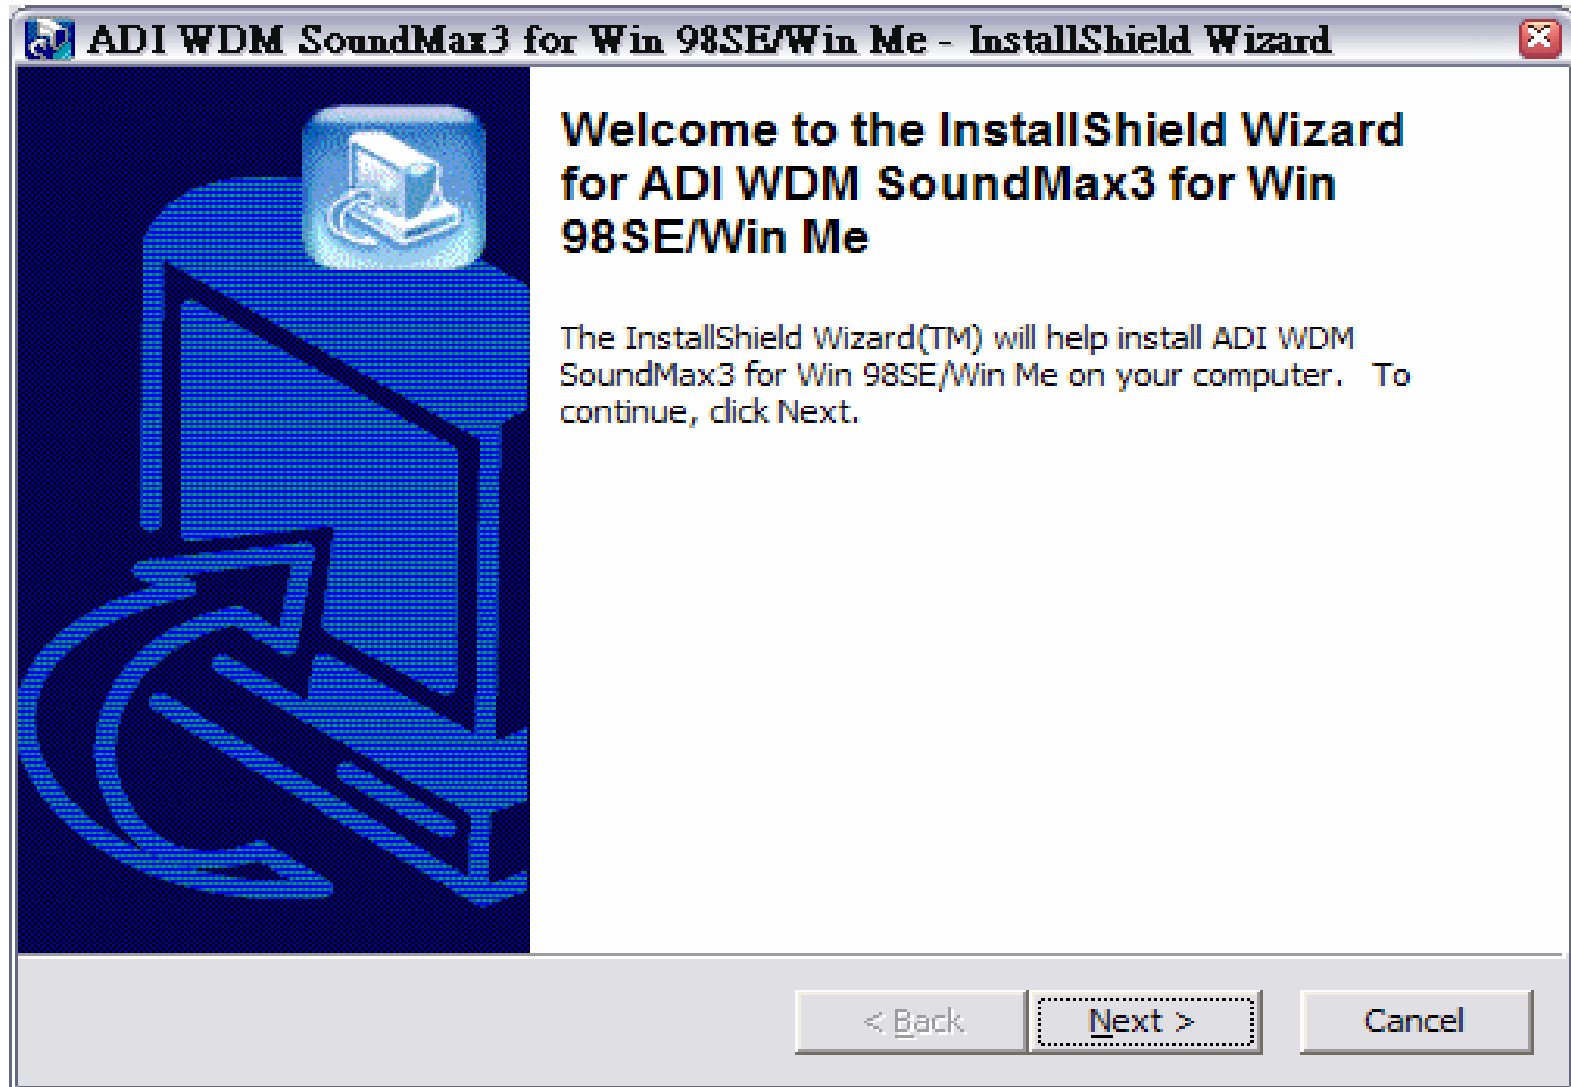 ADI WDM SoundMax3 for Win 98SE/Win Me - InstallShield Wizard
Welcome to the InstallShield Wizard
for ADI WDM SoundMax3 for Win
98SE/Win Me
The InstallShield Wizard(TM) will help install ADI WDM
SoundMax3 for Win 98SE/Win Me on your computer. To
continue, click Next.
< Back
Next >
Cancel